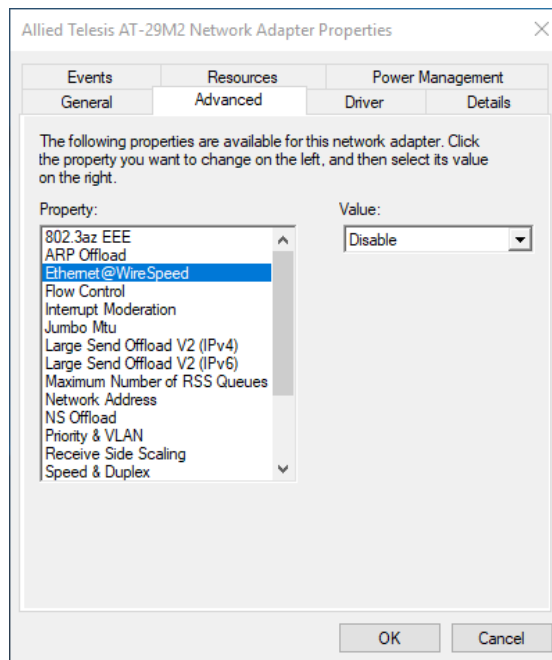 Allied Telesis AT-29M2 Network Adapter Properties
Events Resources Power Management
General Advanced Driver Details
The following properties are available for this network adapter. Click
the property you want to change on the left, and then select its value
on the right.
Property: Value:
802.3az EEE Disable
ARP Offload
Ethernet@WireSpeed
Flow Control
Interrupt Moderation
Jumbo Mtu
Large Send Offload V2 (IPv4)
Large Send Offload V2 (IPv6)
Maximum Number of RSS Queues
Network Address
NS Offload
Priority & VLAN
Receive Side Scaling
Speed & Duplex
OK Cancel